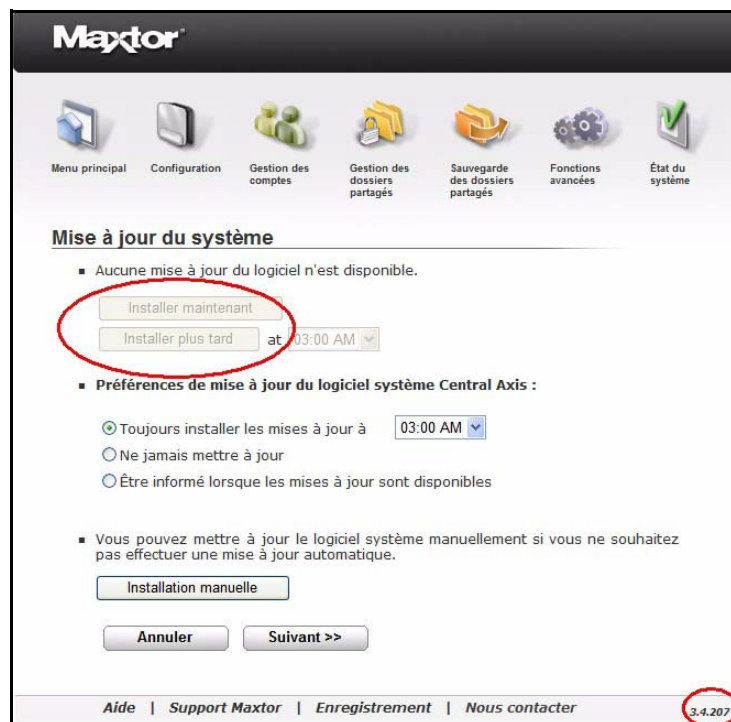 Maxtor
Menu principal
Configuration
Gestion des
comptes
Gestion des
dossiers
partagés
Sauvegarde
des dossiers
partagés
Fonctions
avancées
État du
système
Mise à jour du système
Aucune mise à jour du logiciel n'est disponible.
Installer maintenant
Installer plus tard at 03:00 AM
Préférences de mise à jour du logiciel système Central Axis :
Toujours installer les mises à jour à 03:00 AM
Ne jamais mettre à jour
Être informé lorsque les mises à jour sont disponibles
Vous pouvez mettre à jour le logiciel système manuellement si vous ne souhaitez
pas effectuer une mise à jour automatique.
Installation manuelle
Annuler Suivant >>
Aide | Support Maxtor | Enregistrement | Nous contacter 3.4.207